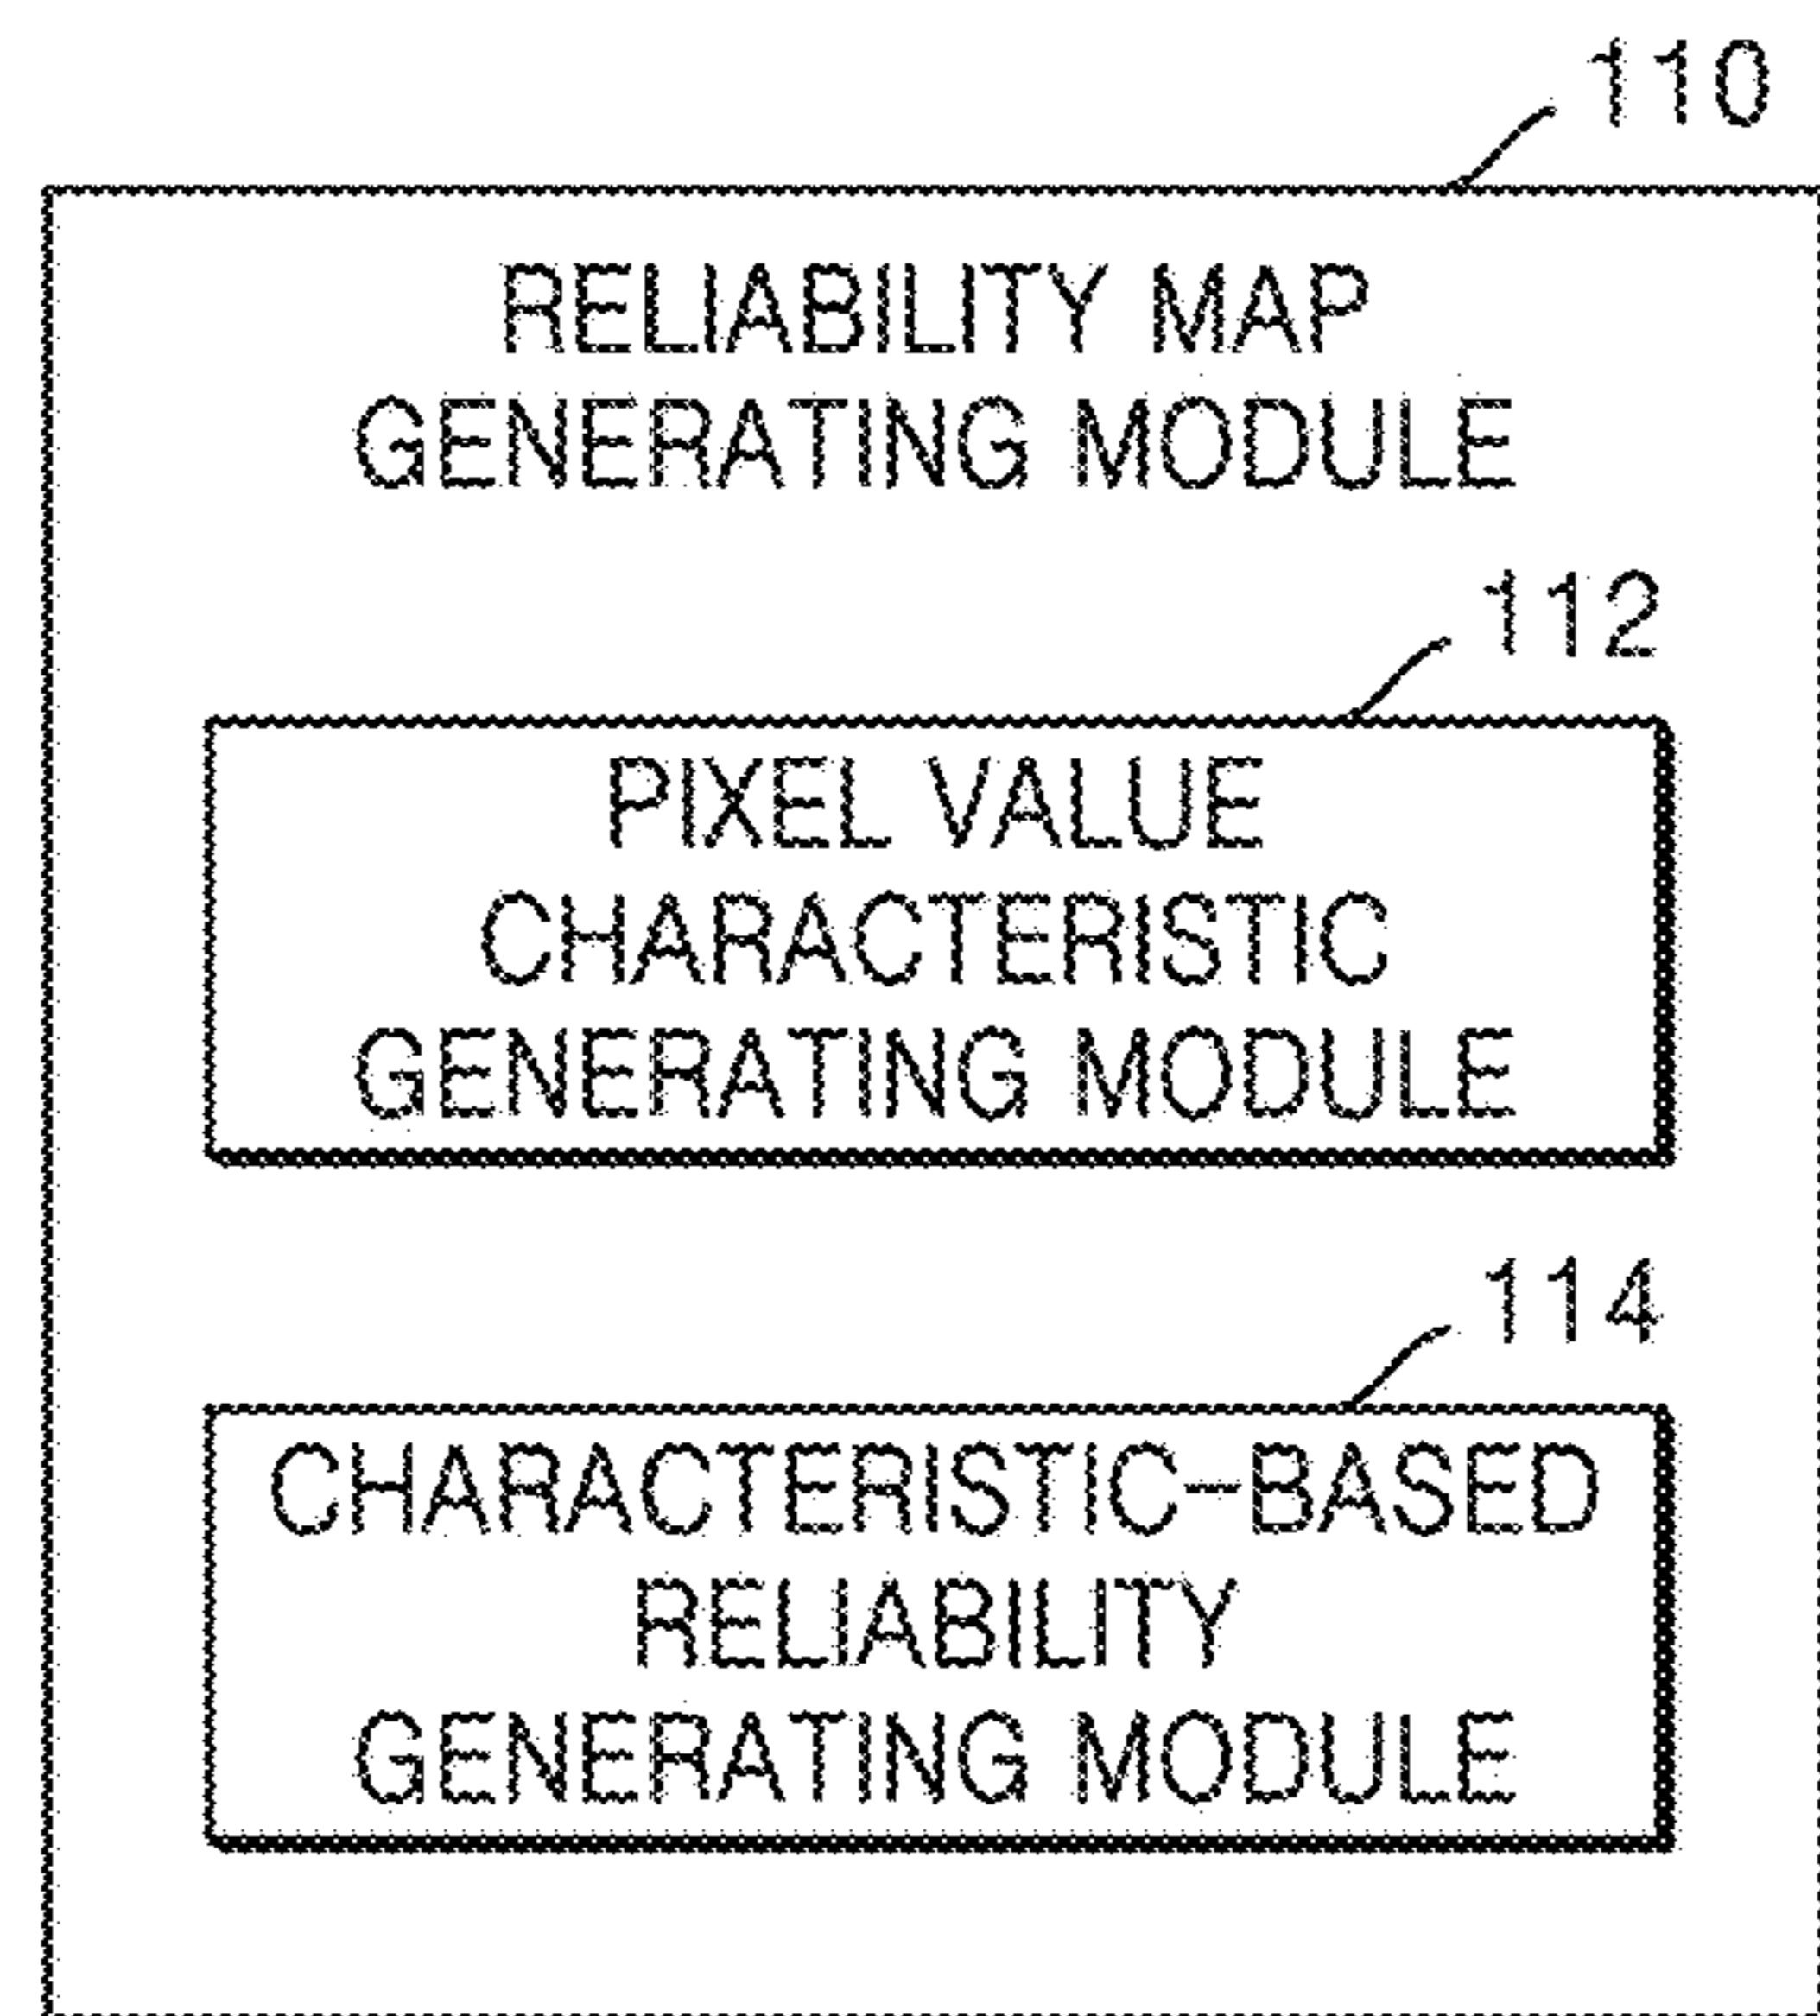 110
RELIABILITY MAP
GENERATING MODULE
112
PIXEL VALUE
CHARACTERISTIC
GENERATING MODULE
114
CHARACTERISTIC-BASED
RELIABILITY
GENERATING MODULE